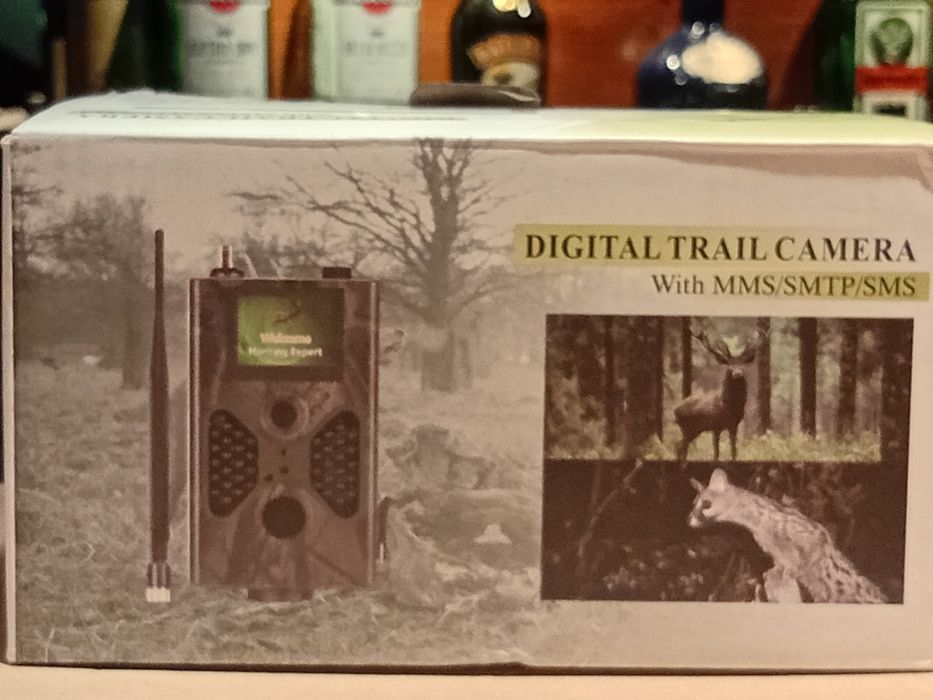 DIGITAL TRAIL CAMERA
With MMS/SMTP/SMS
Welcome
Hunting Expert